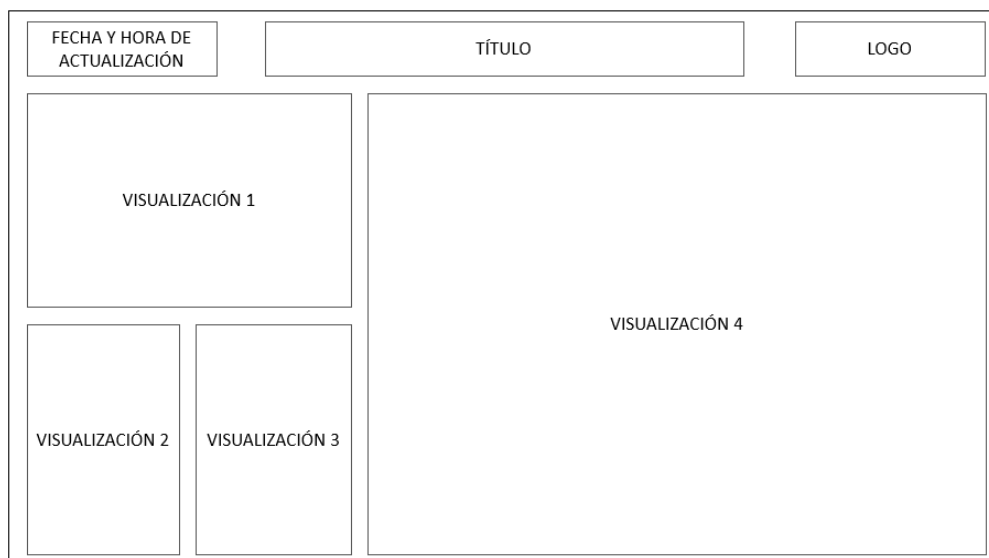 FECHA Y HORA DE
ACTUALIZACIÓN
TÍTULO
LOGO
VISUALIZACIÓN 1
VISUALIZACIÓN 4
VISUALIZACIÓN 2
VISUALIZACIÓN 3